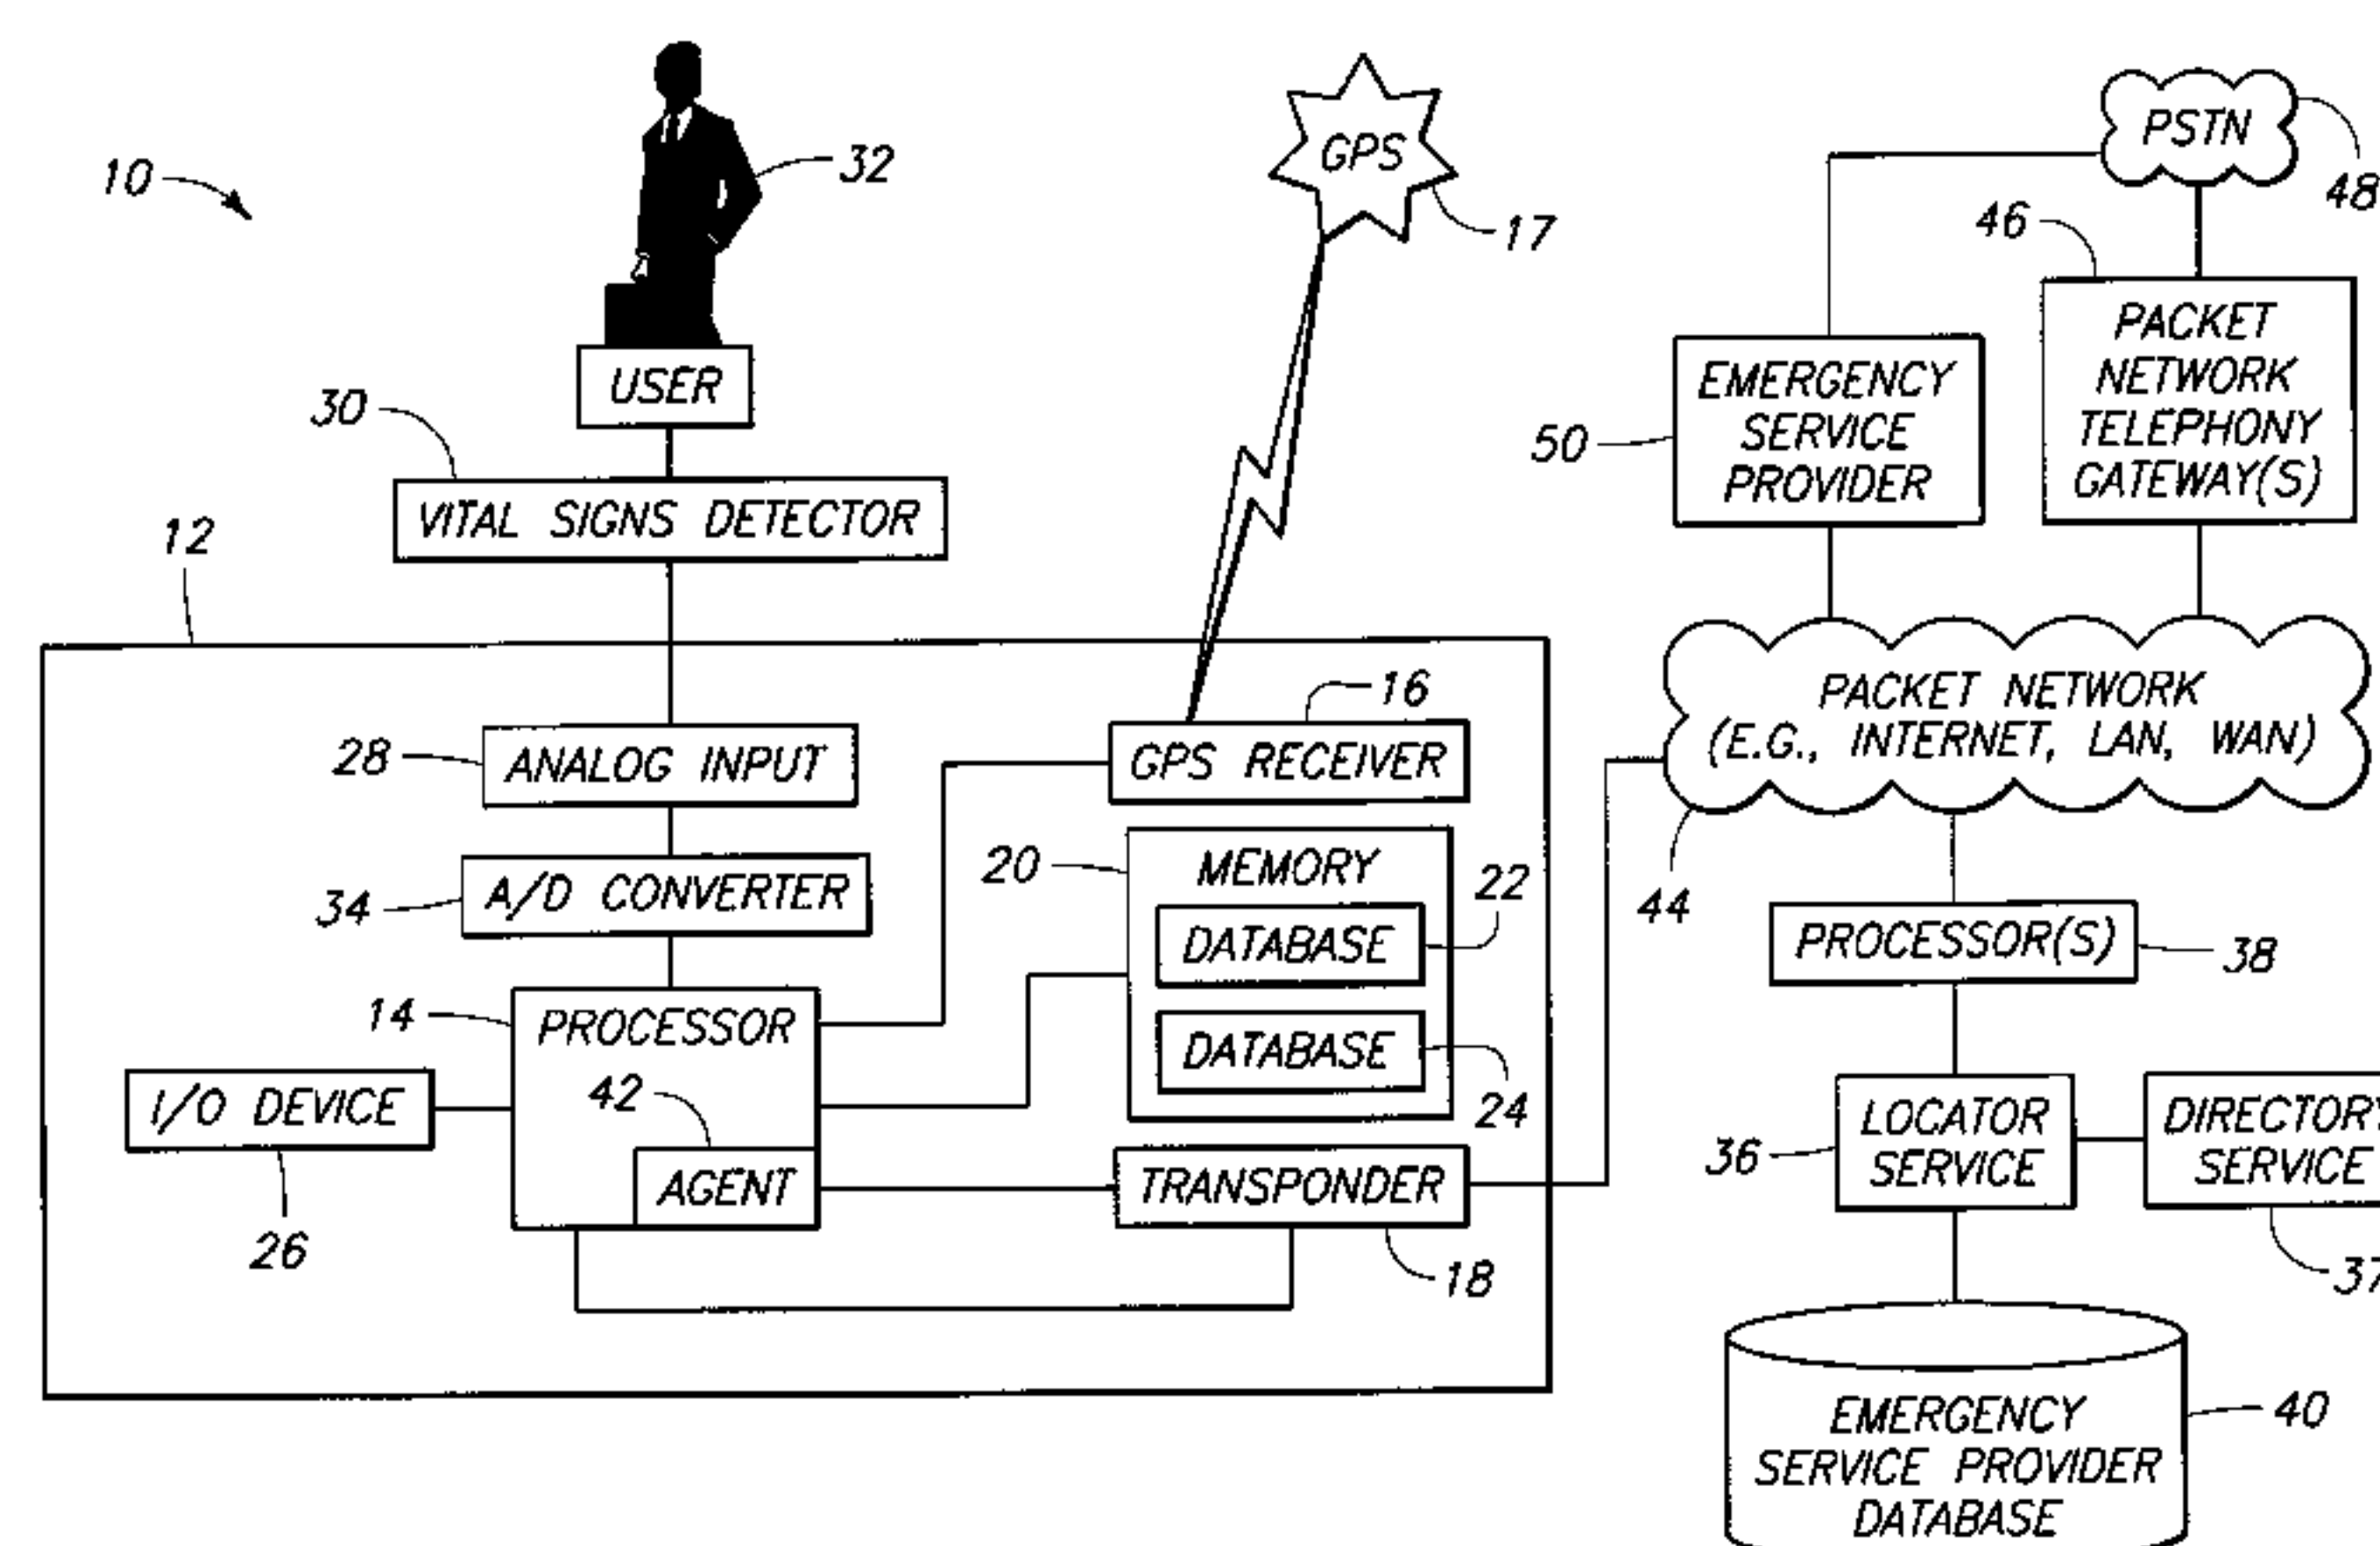 10
32
GPS
17
PSTN
48
46
USER
30
VITAL SIGNS DETECTOR
12
EMERGENCY
SERVICE
PROVIDER
50
PACKET
NETWORK
TELEPHONY
GATEWAY(S)
28
ANALOG INPUT
16
GPS RECEIVER
PACKET NETWORK
(E.G., INTERNET, LAN, WAN)
44
34
A/D CONVERTER
20
MEMORY
22
DATABASE
DATABASE
24
14
PROCESSOR
42
AGENT
I/O DEVICE
26
TRANSPONDER
18
PROCESSOR(S)
38
36
LOCATOR
SERVICE
DIRECTORY
SERVICE
37
EMERGENCY
SERVICE PROVIDER
DATABASE
40